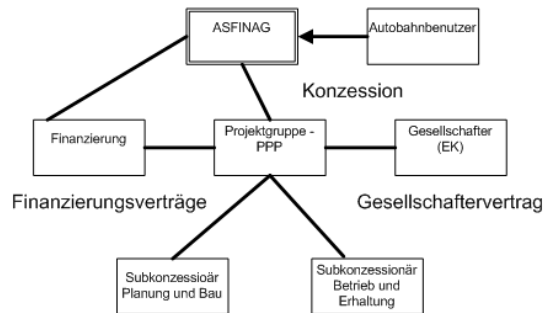 ASFINAG
Autobahnbenutzer
Konzession
Finanzierung
Projektgruppe -
PPP
Gesellschafter
(EK)
Finanzierungsverträge
Gesellschaftervertrag
Subkonzessioär
Planung und Bau
Subkonzessionär
Betrieb und
Erhaltung